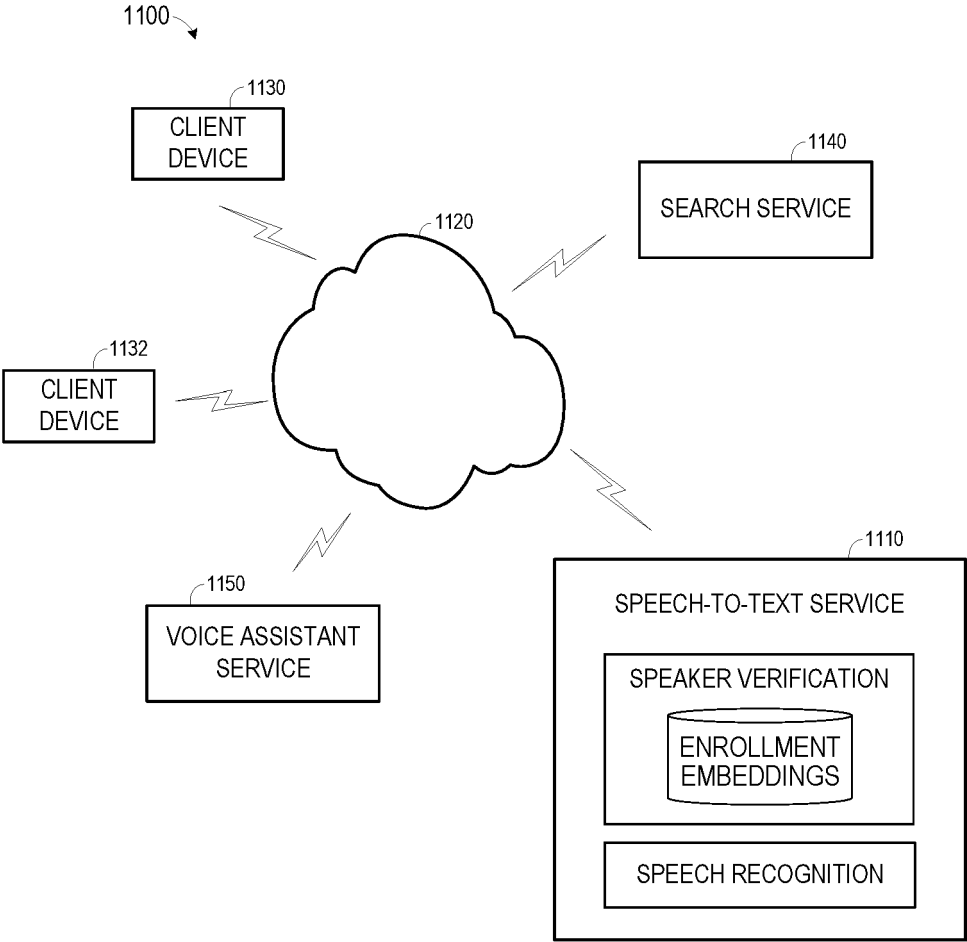 1100
1130
CLIENT
DEVICE
1140
SEARCH SERVICE
1120
1132
CLIENT
DEVICE
1150
VOICE ASSISTANT
SERVICE
1110
SPEECH-TO-TEXT SERVICE
SPEAKER VERIFICATION
ENROLLMENT
EMBEDDINGS
SPEECH RECOGNITION